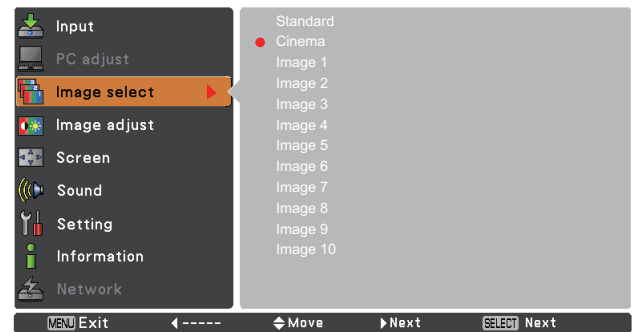 Input
PC adjust
Image select
Image adjust
Screen
Sound
Setting
Information
Network
Standard
Cinema
Image 1
Image 2
Image 3
Image 4
Image 5
Image 6
Image 7
Image 8
Image 9
Image 10
MENU Exit ----- Move Next SELECT Next